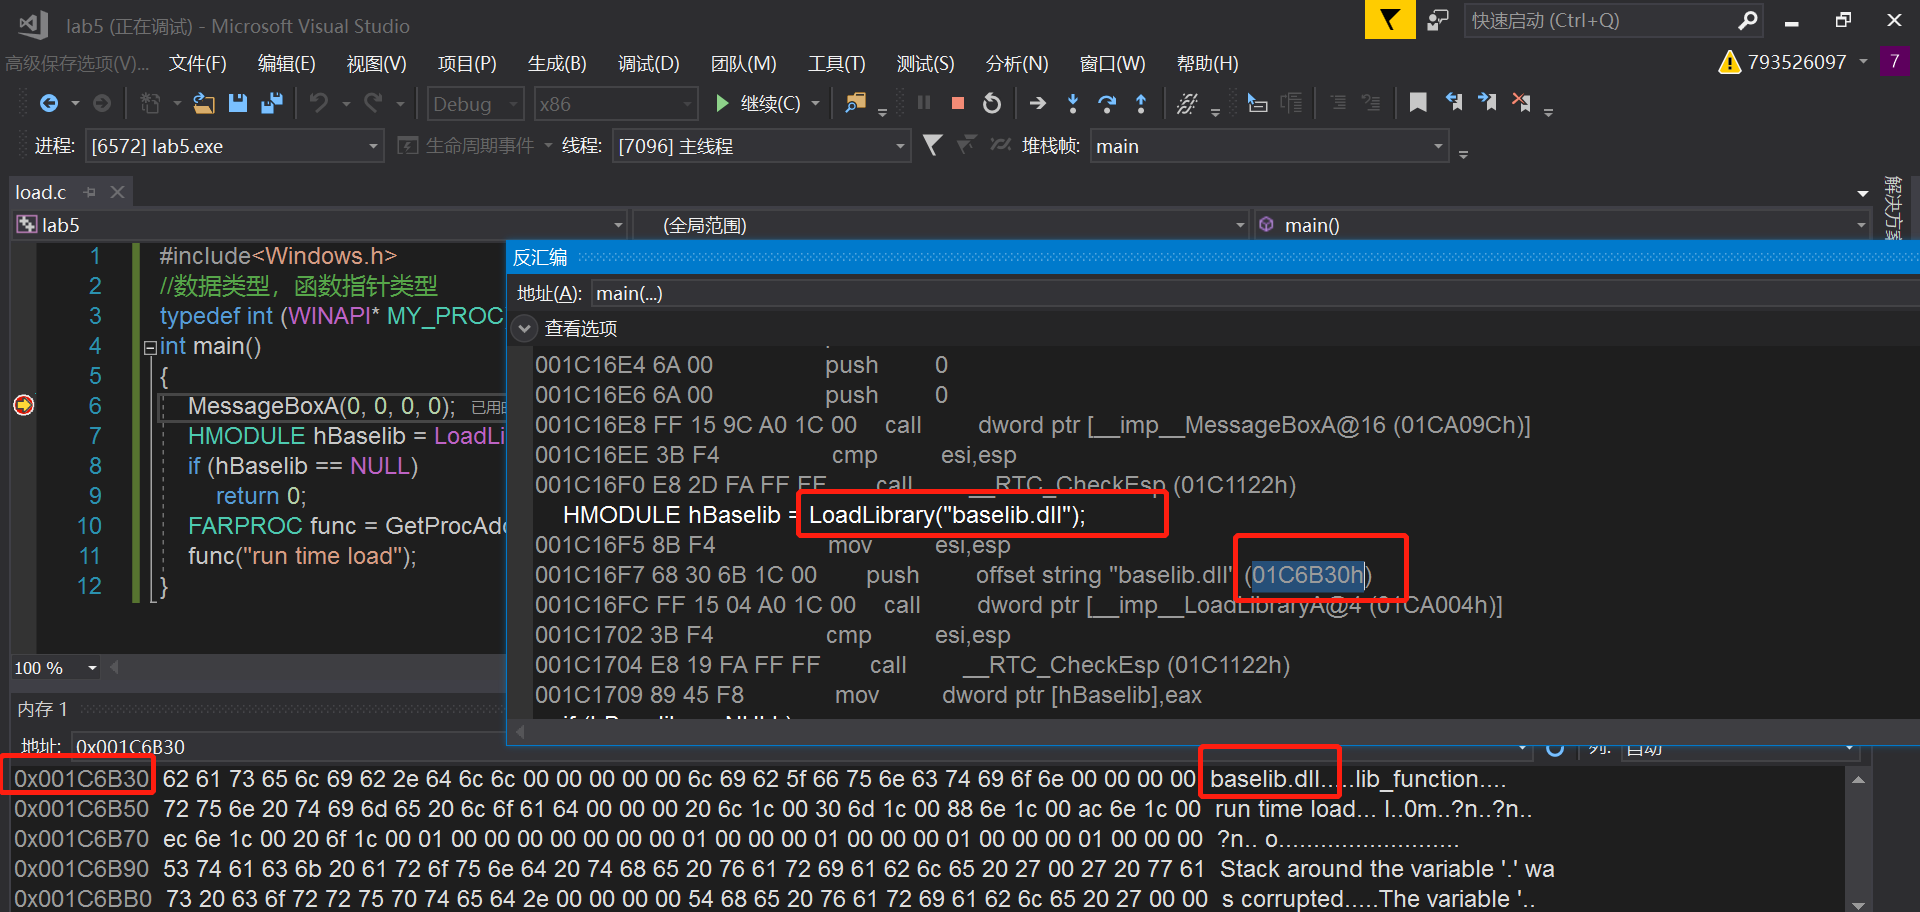 lab5 (正在调试) - Microsoft Visual Studio
快速启动 (Ctrl+Q)
高级保存选项(V)... 文件(F) 编辑(E) 视图(V) 项目(P) 生成(B) 调试(D) 团队(M) 工具(T) 测试(S) 分析(N) 窗口(W) 帮助(H)
793526097 7
Debug x86 继续(C)
进程: [6572] lab5.exe 生命周期事件 线程: [7096] 主线程 堆栈帧: main
load.c
解决方案
lab5 (全局范围) main()
1 #include<Windows.h>
2 //数据类型，函数指针类型
3 typedef int (WINAPI* MY_PROC
4 int main()
5 {
6 MessageBoxA(0, 0, 0, 0); 已用时
7 HMODULE hBaselib = LoadLi
8 if (hBaselib == NULL)
9 return 0;
10 FARPROC func = GetProcAdd
11 func("run time load");
12 }
100 %
反汇编
地址(A): main(...)
查看选项
001C16E4 6A 00 push 0
001C16E6 6A 00 push 0
001C16E8 FF 15 9C A0 1C 00 call dword ptr [__imp__MessageBoxA@16 (01CA09Ch)]
001C16EE 3B F4 cmp esi,esp
001C16F0 E8 2D FA FF FF call __RTC_CheckEsp (01C1122h)
HMODULE hBaselib = LoadLibrary("baselib.dll");
001C16F5 8B F4 mov esi,esp
001C16F7 68 30 6B 1C 00 push offset string "baselib.dll" (01C6B30h)
001C16FC FF 15 04 A0 1C 00 call dword ptr [__imp__LoadLibraryA@4 (01CA004h)]
001C1702 3B F4 cmp esi,esp
001C1704 E8 19 FA FF FF call __RTC_CheckEsp (01C1122h)
001C1709 89 45 F8 mov dword ptr [hBaselib],eax
if (hBaselib == NULL)
内存 1
地址: 0x001C6B30 列: 自动
0x001C6B30 62 61 73 65 6c 69 62 2e 64 6c 6c 00 00 00 00 00 6c 69 62 5f 66 75 6e 63 74 69 6f 6e 00 00 00 00 baselib.dll.....lib_function....
0x001C6B50 72 75 6e 20 74 69 6d 65 20 6c 6f 61 64 00 00 00 20 6c 1c 00 30 6d 1c 00 88 6e 1c 00 ac 6e 1c 00 run time load... l..0m..?n..?n..
0x001C6B70 ec 6e 1c 00 20 6f 1c 00 01 00 00 00 00 00 00 00 01 00 00 00 01 00 00 00 01 00 00 00 01 00 00 00 ?n.. o..........................
0x001C6B90 53 74 61 63 6b 20 61 72 6f 75 6e 64 20 74 68 65 20 76 61 72 69 61 62 6c 65 20 27 00 27 20 77 61 Stack around the variable '.' wa
0x001C6BB0 73 20 63 6f 72 72 75 70 74 65 64 2e 00 00 00 00 54 68 65 20 76 61 72 69 61 62 6c 65 20 27 00 00 s corrupted.....The variable '..